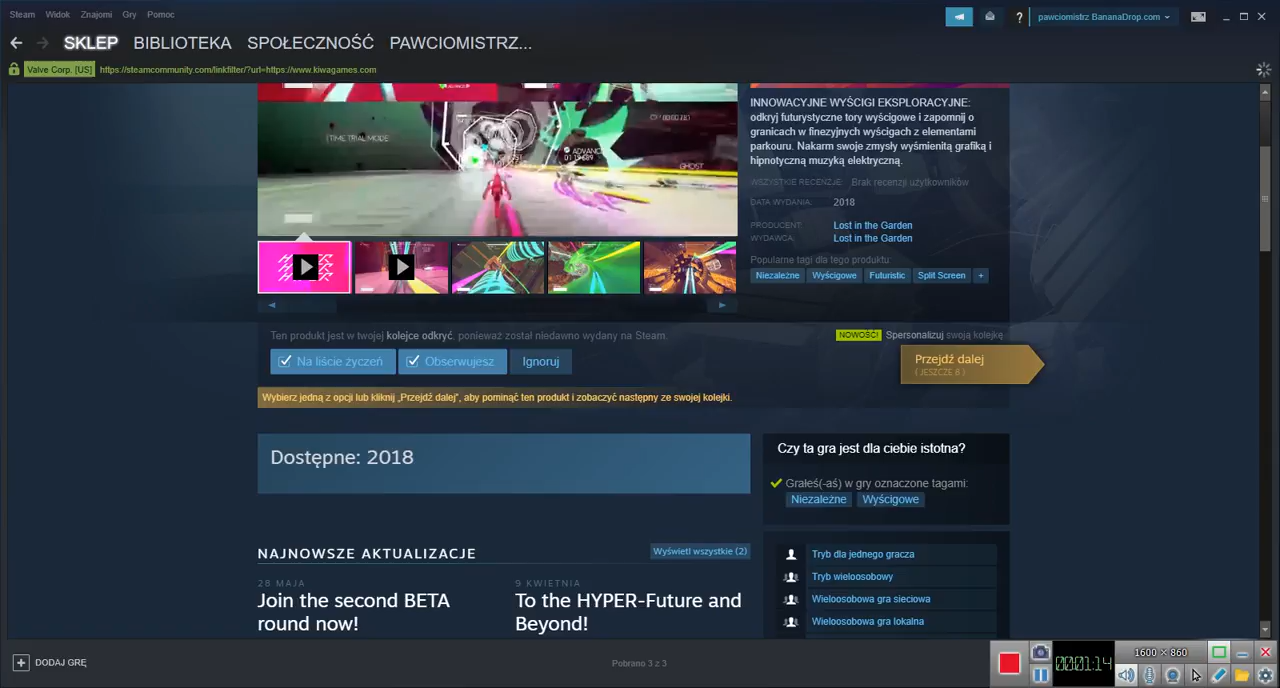 Steam Widok Znajomi Gry Pomoc
? pawciomistrz BananaDrop.com
SKLEP BIBLIOTEKA SPOŁECZNOŚĆ PAWCIOMISTRZ...
Valve Corp. [US] https://steamcommunity.com/linkfilter/?url=https://www.kiwagames.com
TIME TRIAL MODE
ADVANCE
GHOST
INNOWACYJNE WYŚCIGI EKSPLORACYJNE:
odkryj futurystyczne tory wyścigowe i zapomnij o
granicach w finezyjnych wyścigach z elementami
parkouru. Nakarm swoje zmysły wyśmienitą grafiką i
hipnotyczną muzyką elektryczną.
WSZYSTKIE RECENZJE: Brak recenzji użytkowników
DATA WYDANIA: 2018
PRODUCENT: Lost in the Garden
WYDAWCA: Lost in the Garden
Popularne tagi dla tego produktu:
Niezależne Wyścigowe Futuristic Split Screen +
Ten produkt jest w twojej kolejce odkryć, ponieważ został niedawno wydany na Steam.
NOWOŚĆ! Spersonalizuj swoją kolejkę
Na liście życzeń Obserwujesz Ignoruj
Przejdź dalej
( JESZCZE 6 )
Wybierz jedną z opcji lub kliknij „Przejdź dalej”, aby pominąć ten produkt i zobaczyć następny ze swojej kolejki.
Dostępne: 2018
Czy ta gra jest dla ciebie istotna?
Grałeś(-aś) w gry oznaczone tagami:
Niezależne Wyścigowe
NAJNOWSZE AKTUALIZACJE Wyświetl wszystkie (2)
28 MAJA
Join the second BETA
round now!
9 KWIETNIA
To the HYPER-Future and
Beyond!
Tryb dla jednego gracza
Tryb wieloosobowy
Wieloosobowa gra sieciowa
Wieloosobowa gra lokalna
+ DODAJ GRĘ
Pobrano 3 z 3
0001:14
1600 × 860